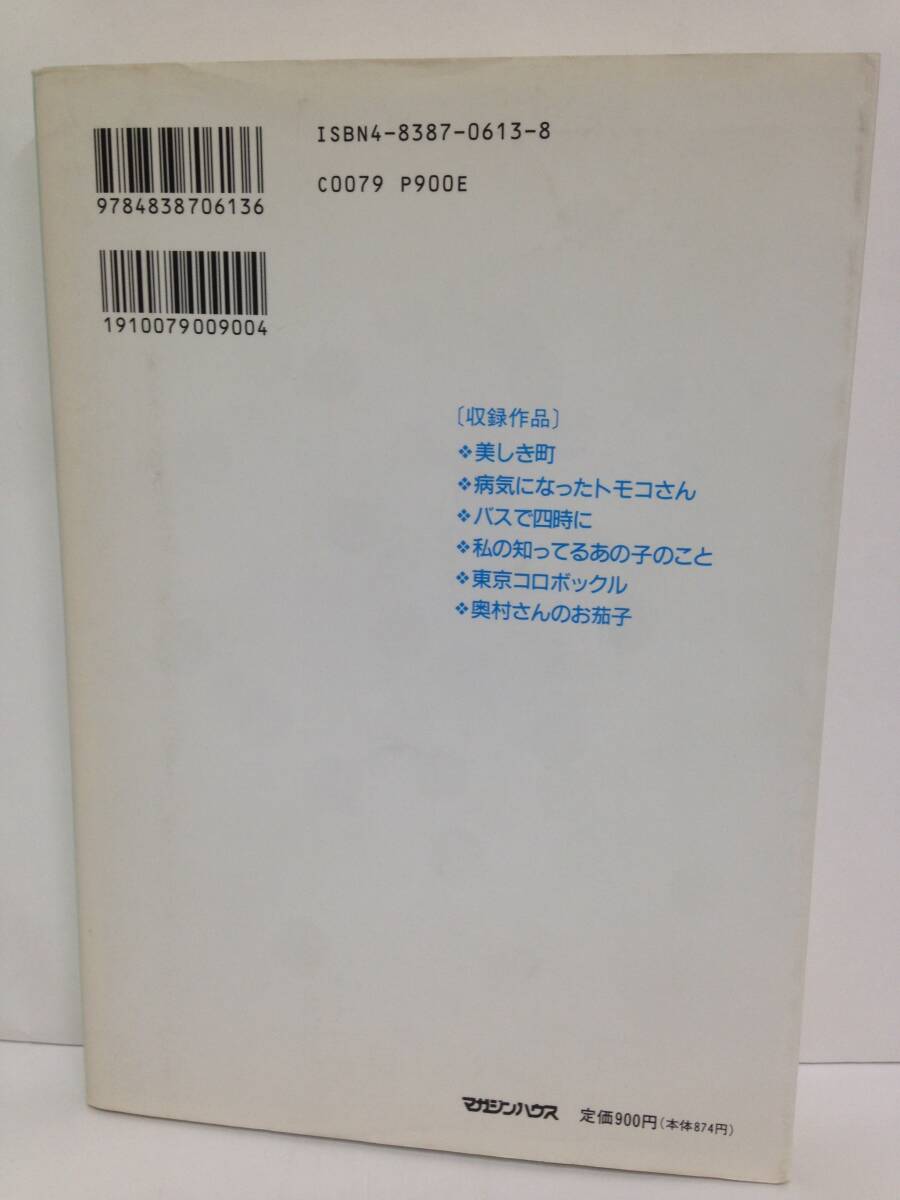 ISBN4-8387-0613-8
C0079 P900E
9784838706136
1910079009004
〔収録作品〕
❖美しき町
❖病気になったトモコさん
❖バスで四時に
❖私の知ってるあの子のこと
❖東京コロボックル
❖奥村さんのお茄子
マガジンハウス 定価900円(本体874円)